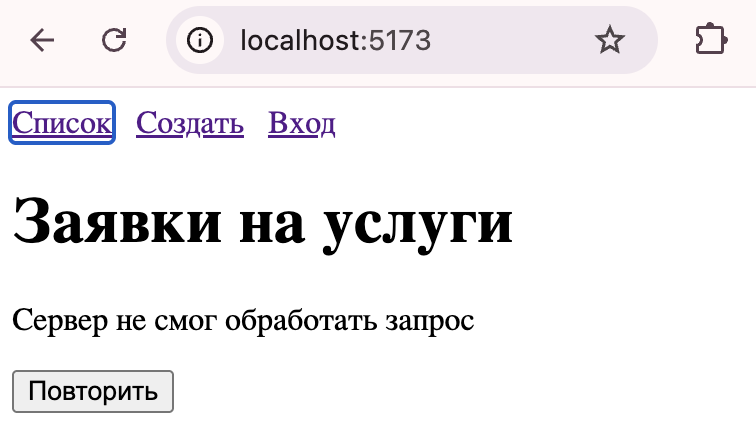 localhost:5173
Список Создать Вход
Заявки на услуги
Сервер не смог обработать запрос
Повторить